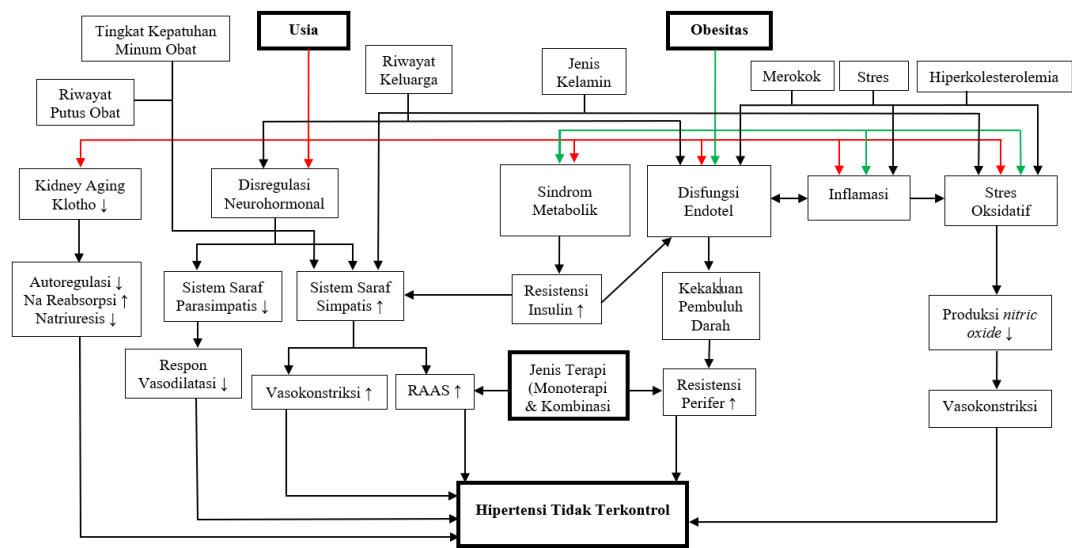 Tingkat Kepatuhan
Minum Obat
Usia
Obesitas
Riwayat
Keluarga
Jenis
Kelamin
Merokok
Stres
Hiperkolesterolemia
Riwayat
Putus Obat
Kidney Aging
Klotho ↓
Disregulasi
Neurohormonal
Sindrom
Metabolik
Disfungsi
Endotel
Inflamasi
Stres
Oksidatif
Autoregulasi ↓
Na Reabsorpsi ↑
Natriuresis ↓
Sistem Saraf
Parasimpatis ↓
Sistem Saraf
Simpatis ↑
Resistensi
Insulin ↑
Kekakuan
Pembuluh
Darah
Produksi nitric
oxide ↓
Respon
Vasodilatasi ↓
Vasokonstriksi ↑
RAAS ↑
Jenis Terapi
(Monoterapi
& Kombinasi
Resistensi
Perifer ↑
Vasokonstriksi
Hipertensi Tidak Terkontrol